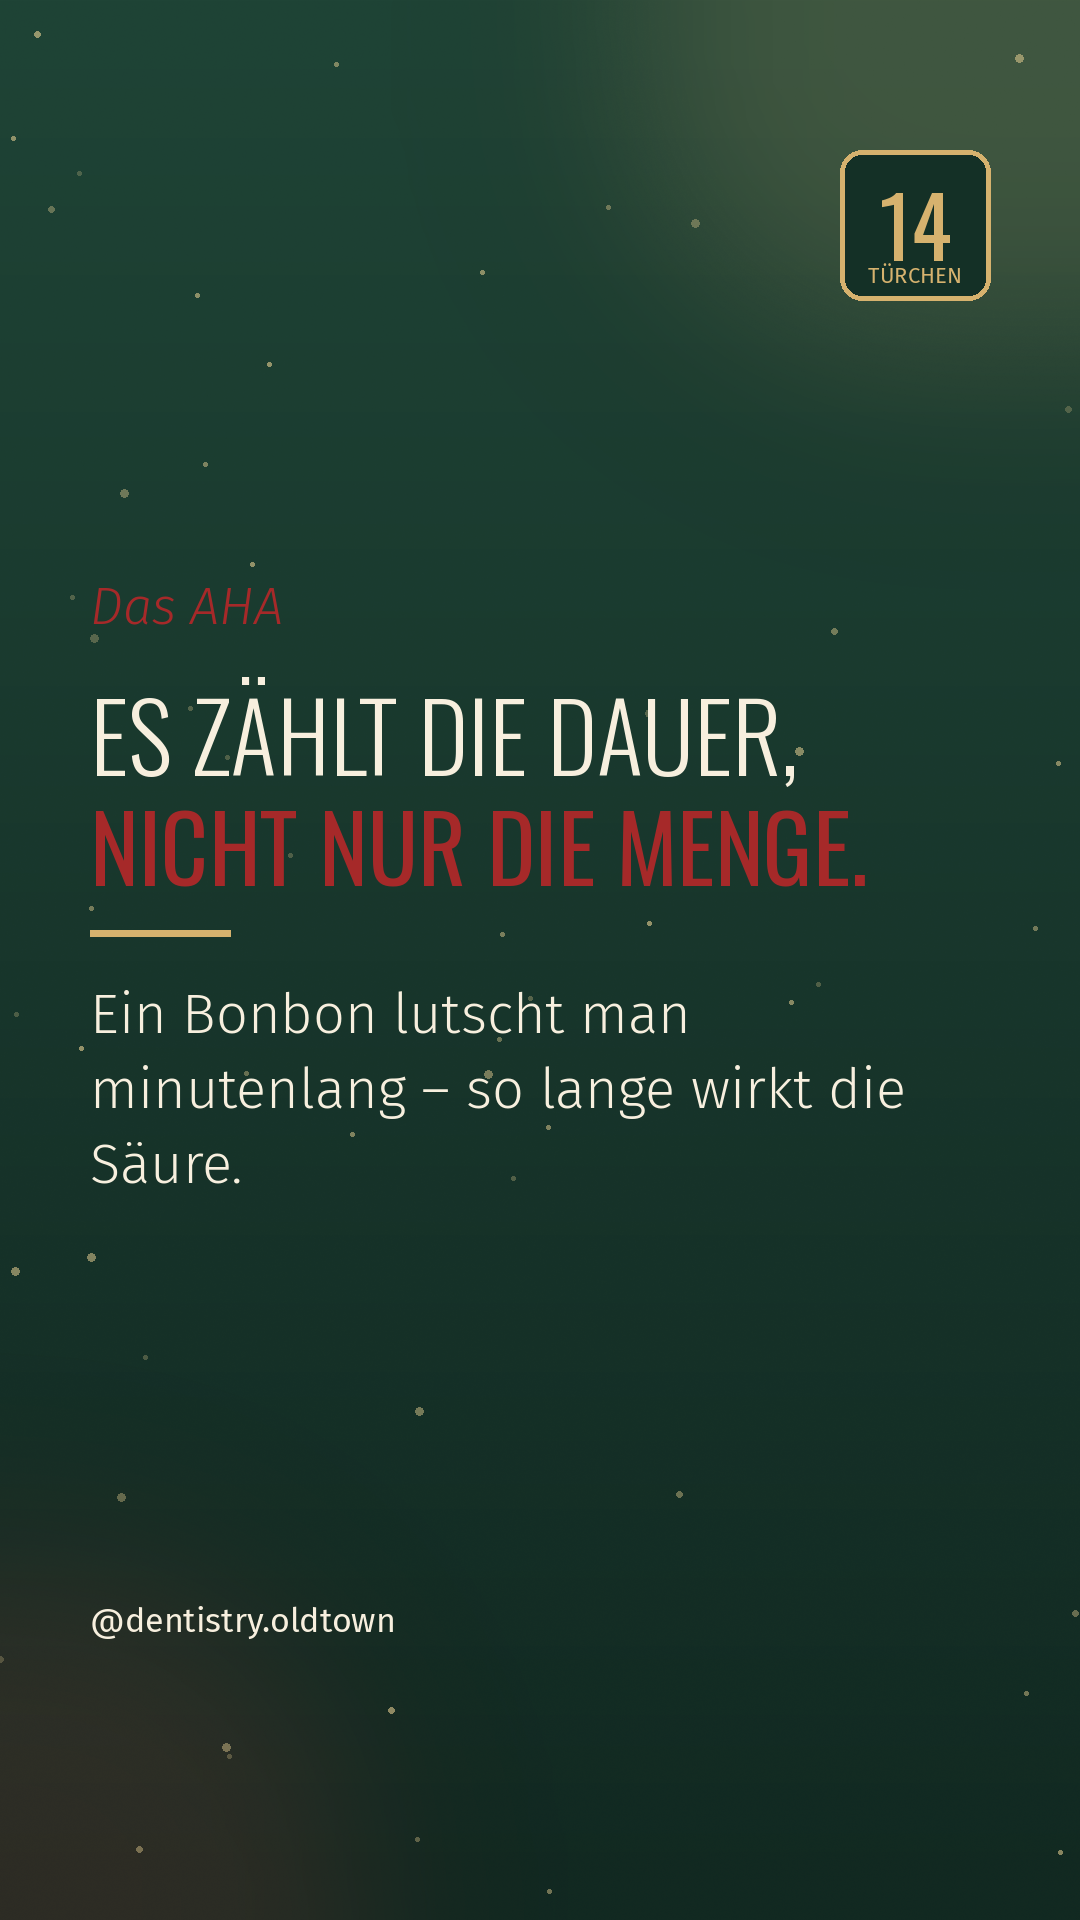 14
TÜRCHEN
Das AHA
ES ZÄHLT DIE DAUER,
NICHT NUR DIE MENGE.
Ein Bonbon lutscht man
minutenlang – so lange wirkt die
Säure.
@dentistry.oldtown